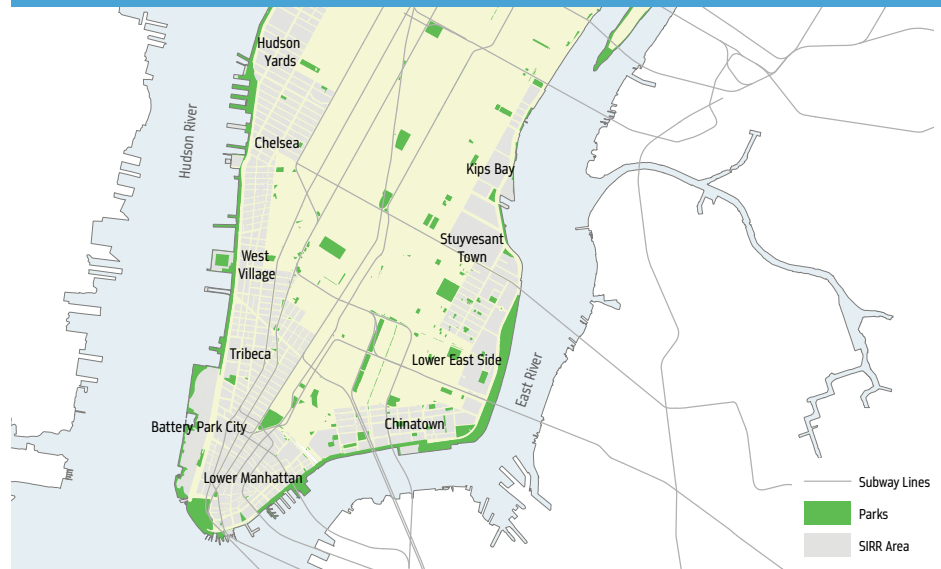 Hudson
Yards
Hudson River
Chelsea
Kips Bay
Stuyvesant
Town
West
Village
Tribeca
Lower East Side
East River
Battery Park City
Chinatown
Lower Manhattan
Subway Lines
Parks
SIRR Area